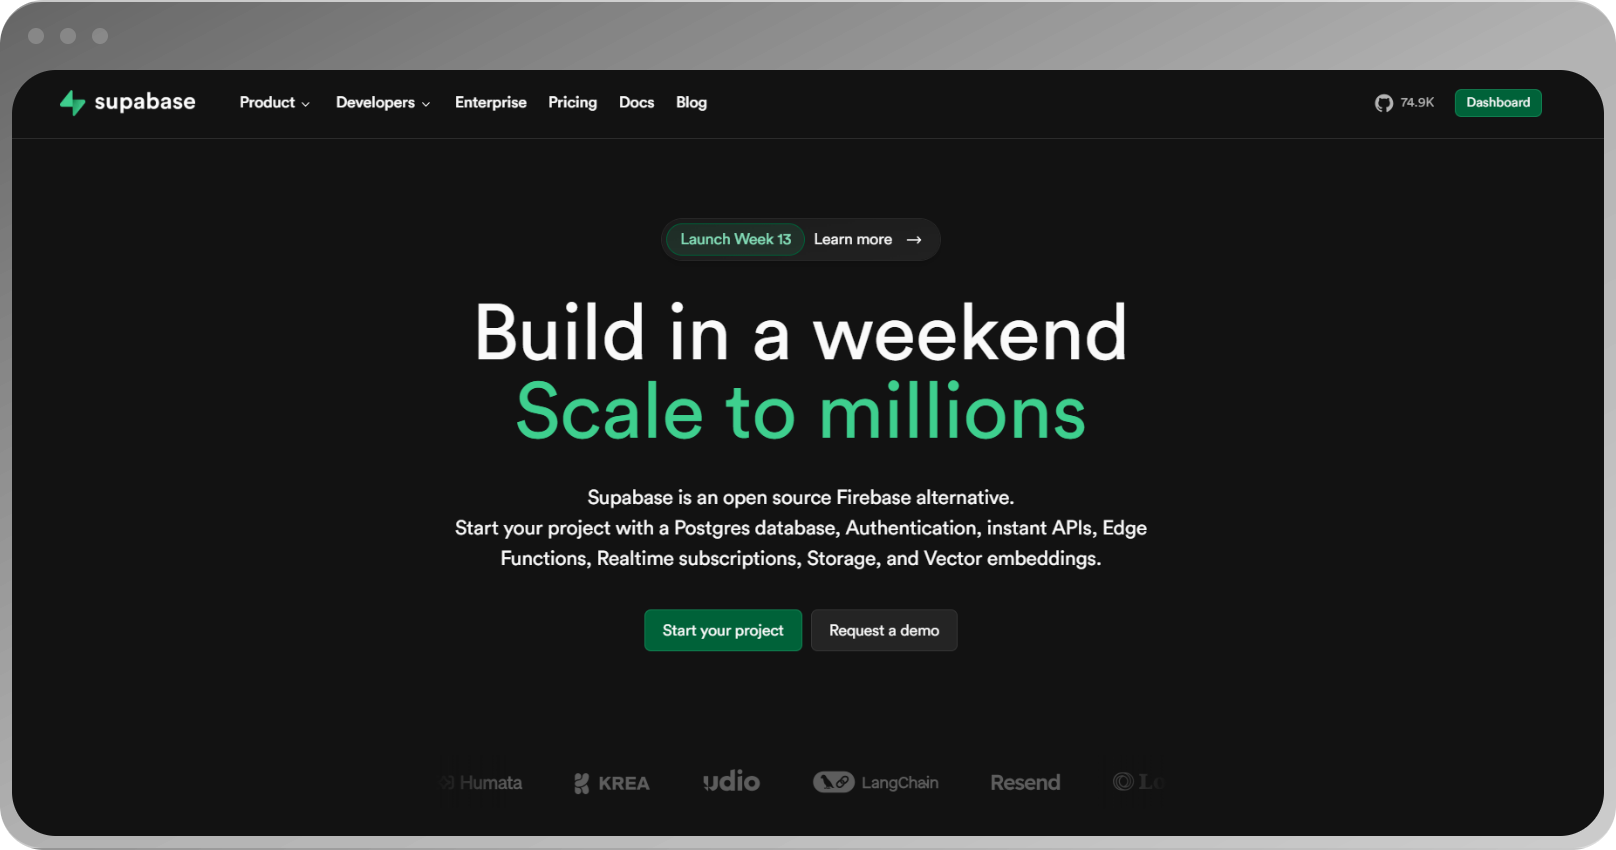 supabase
Product
Developers
Enterprise
Pricing
Docs
Blog
74.9K
Dashboard
Launch Week 13
Learn more →
Build in a weekend
Scale to millions
Supabase is an open source Firebase alternative.
Start your project with a Postgres database, Authentication, instant APIs, Edge
Functions, Realtime subscriptions, Storage, and Vector embeddings.
Start your project
Request a demo
Humata
KREA
udio
LangChain
Resend